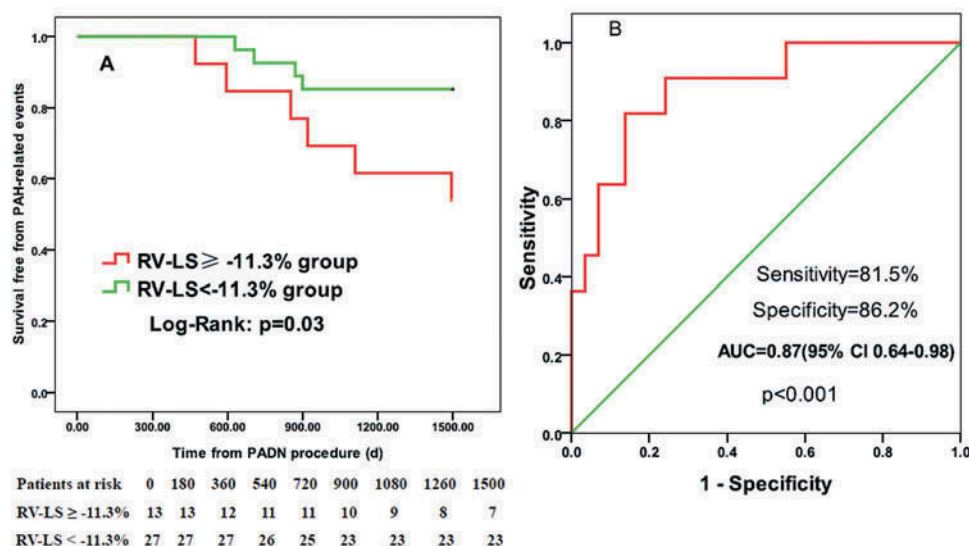 A
Survival free from PAH-related events
1.0
0.8
0.6
0.4
0.2
0.0
RV-LS ≥ -11.3% group
RV-LS<-11.3% group
Log-Rank: p=0.03
0.00 300.00 600.00 900.00 1200.00 1500.00
Time from PADN procedure (d)
Patients at risk 0 180 360 540 720 900 1080 1260 1500
RV-LS ≥ -11.3% 13 13 12 11 11 10 9 8 7
RV-LS < -11.3% 27 27 27 26 25 23 23 23 23
B
Sensitivity
1.0
0.8
0.6
0.4
0.2
0.0
Sensitivity=81.5%
Specificity=86.2%
AUC=0.87(95% CI 0.64-0.98)
p<0.001
0.0 0.2 0.4 0.6 0.8 1.0
1 - Specificity